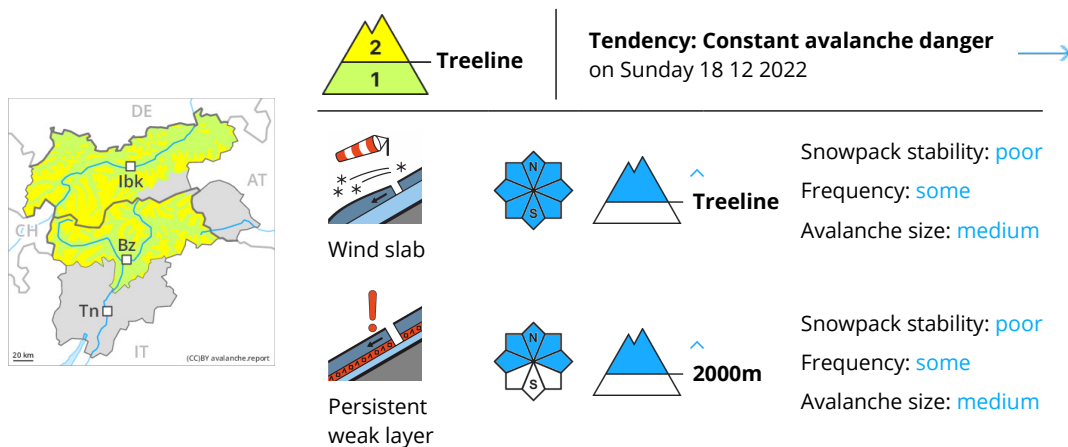 2
1
Treeline
Tendency: Constant avalanche danger
on Sunday 18 12 2022
DE
AT
CH
IT
Ibk
Bz
Tn
20 km
(CC)BY avalanche.report
Wind slab
N
S
Treeline
Snowpack stability: poor
Frequency: some
Avalanche size: medium
Persistent
weak layer
N
S
2000m
Snowpack stability: poor
Frequency: some
Avalanche size: medium